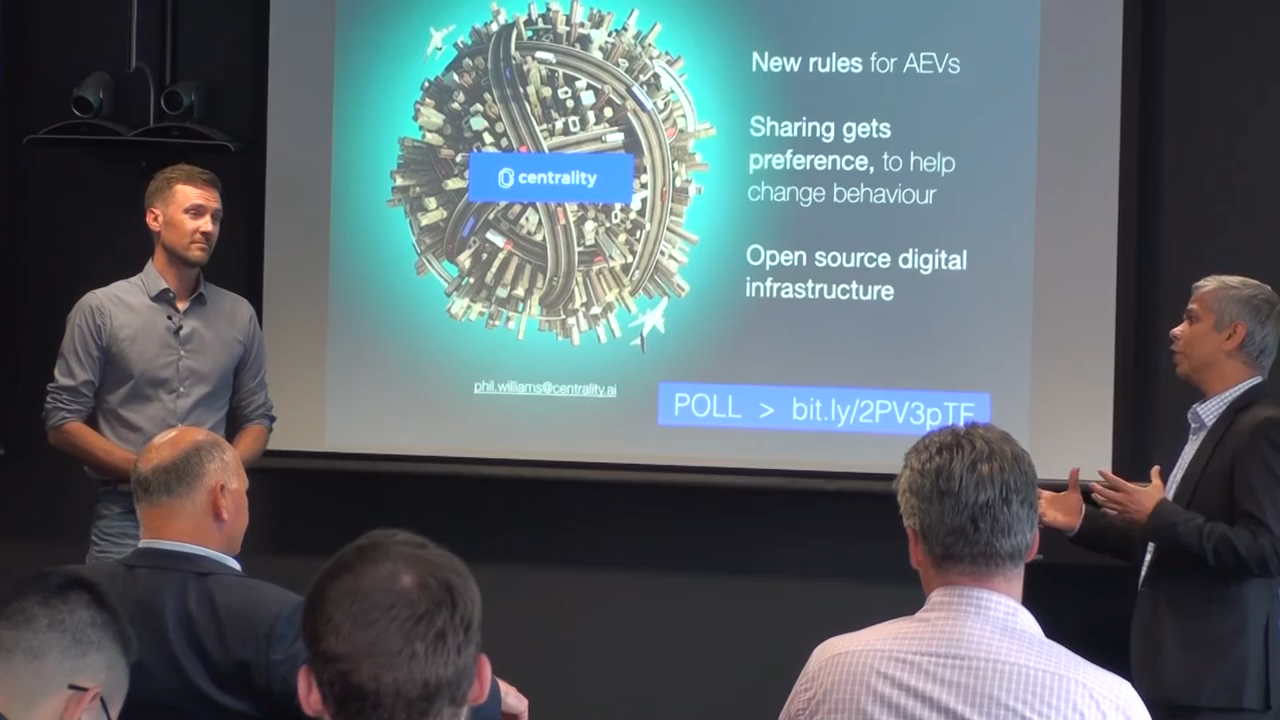 New rules for AEVs
Sharing gets
preference, to help
change behaviour
centrality
Open source digital
infrastructure
phil.williams@centrality.ai
POLL > bit.ly/2PV3pTF